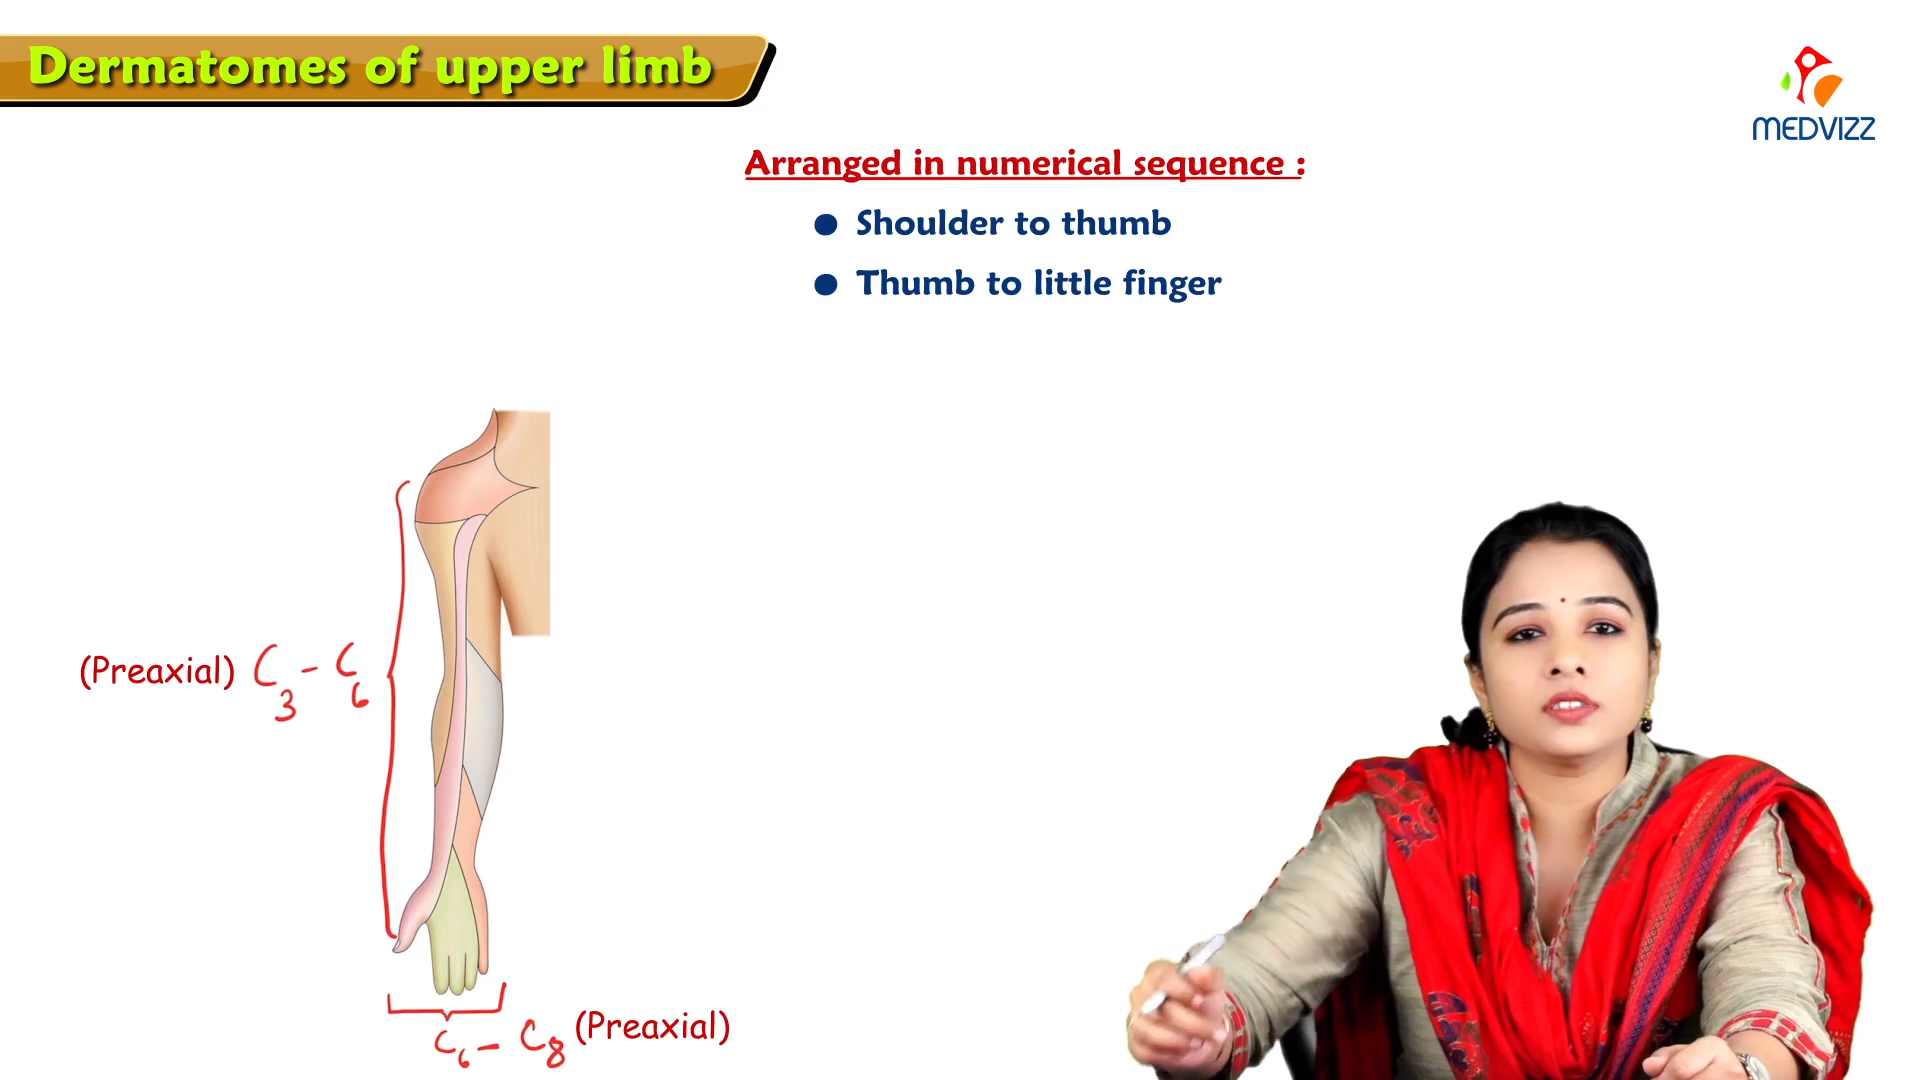 Dermatomes of upper limb
MEDVIZZ
Arranged in numerical sequence :
● Shoulder to thumb
● Thumb to little finger
(Preaxial) C3 - C6
C6 - C8 (Preaxial)